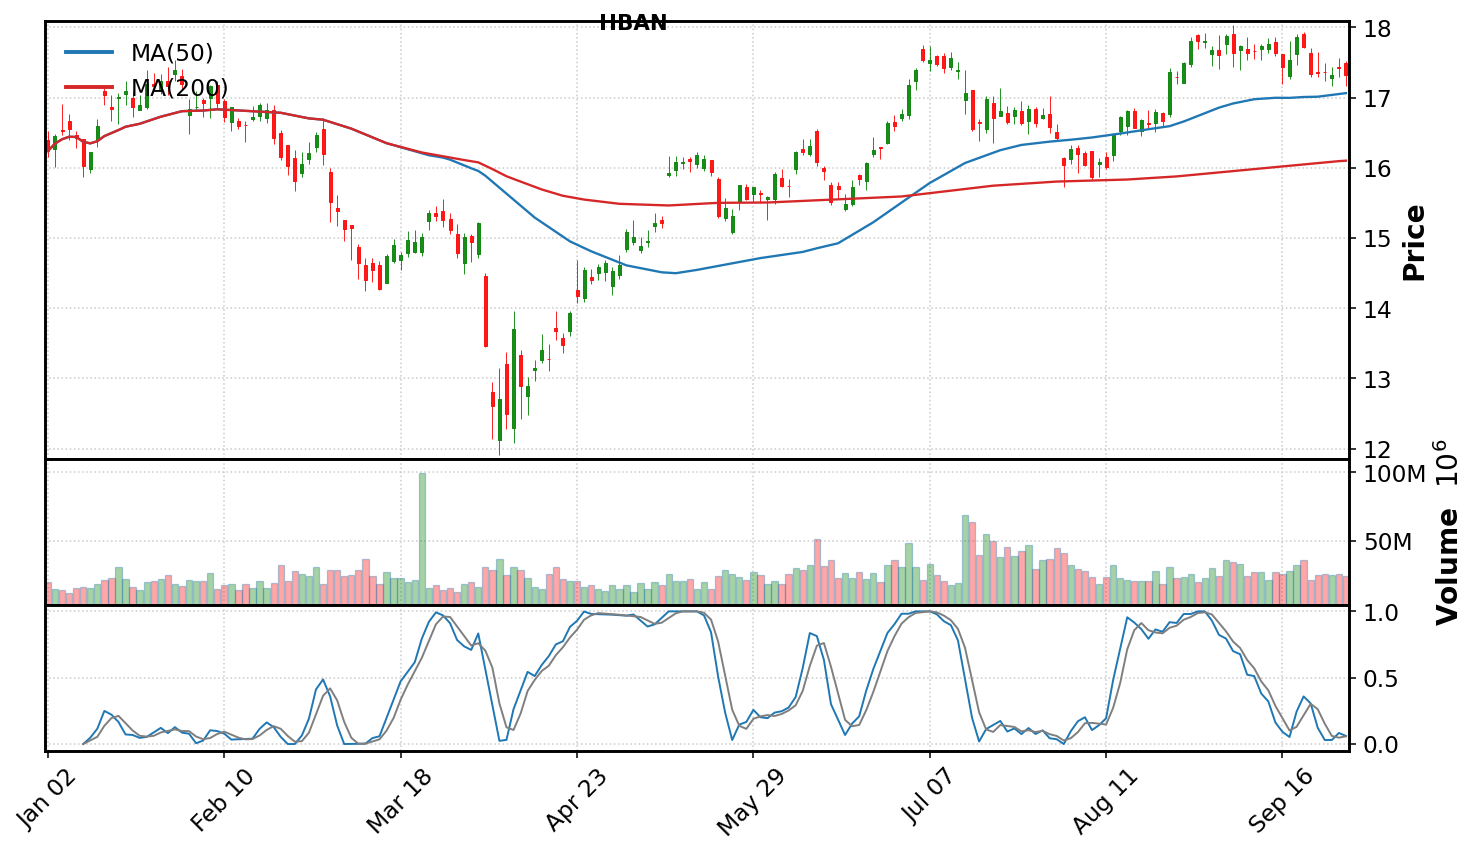 HBAN
MA(50)
MA(200)
18
17
16
15
14
13
12
Price
100M
50M
Volume 10^6
1.0
0.5
0.0
Jan 02
Feb 10
Mar 18
Apr 23
May 29
Jul 07
Aug 11
Sep 16